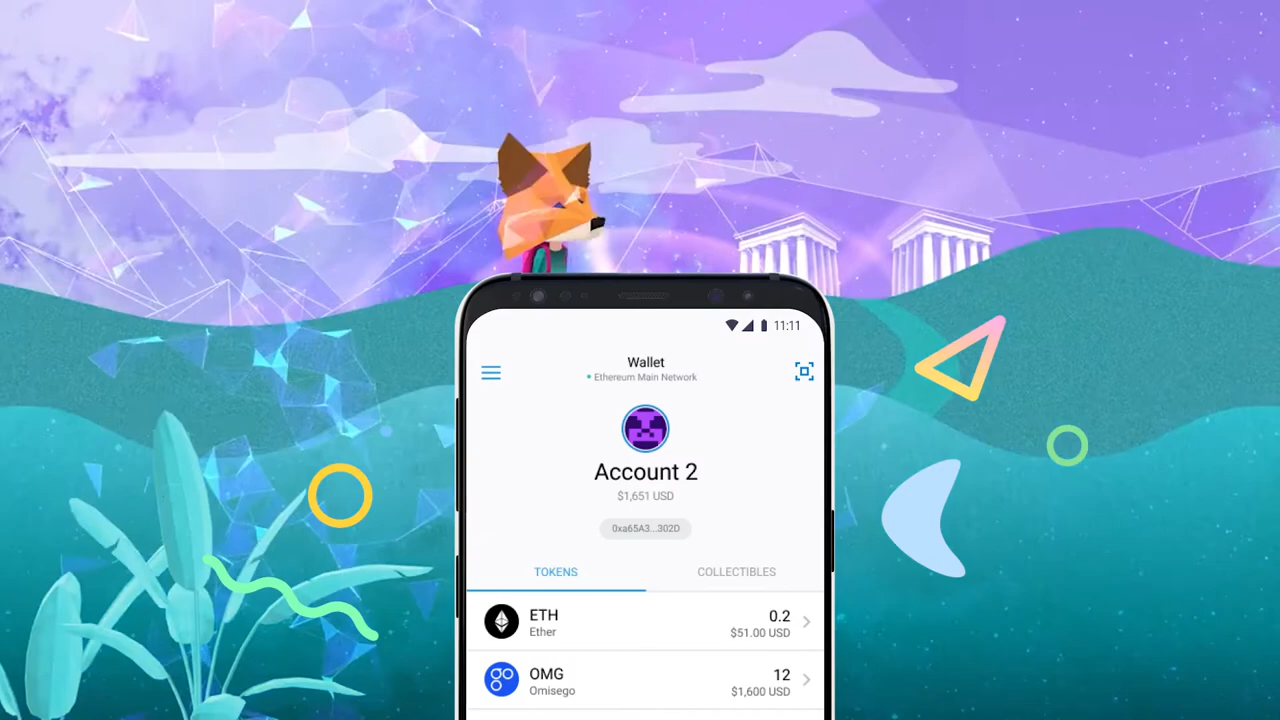 11:11
Wallet
Ethereum Main Network
Account 2
$1,651 USD
0xa65A3...302D
TOKENS COLLECTIBLES
ETH 0.2
Ether $51.00 USD
OMG 12
Omisego $1,600 USD